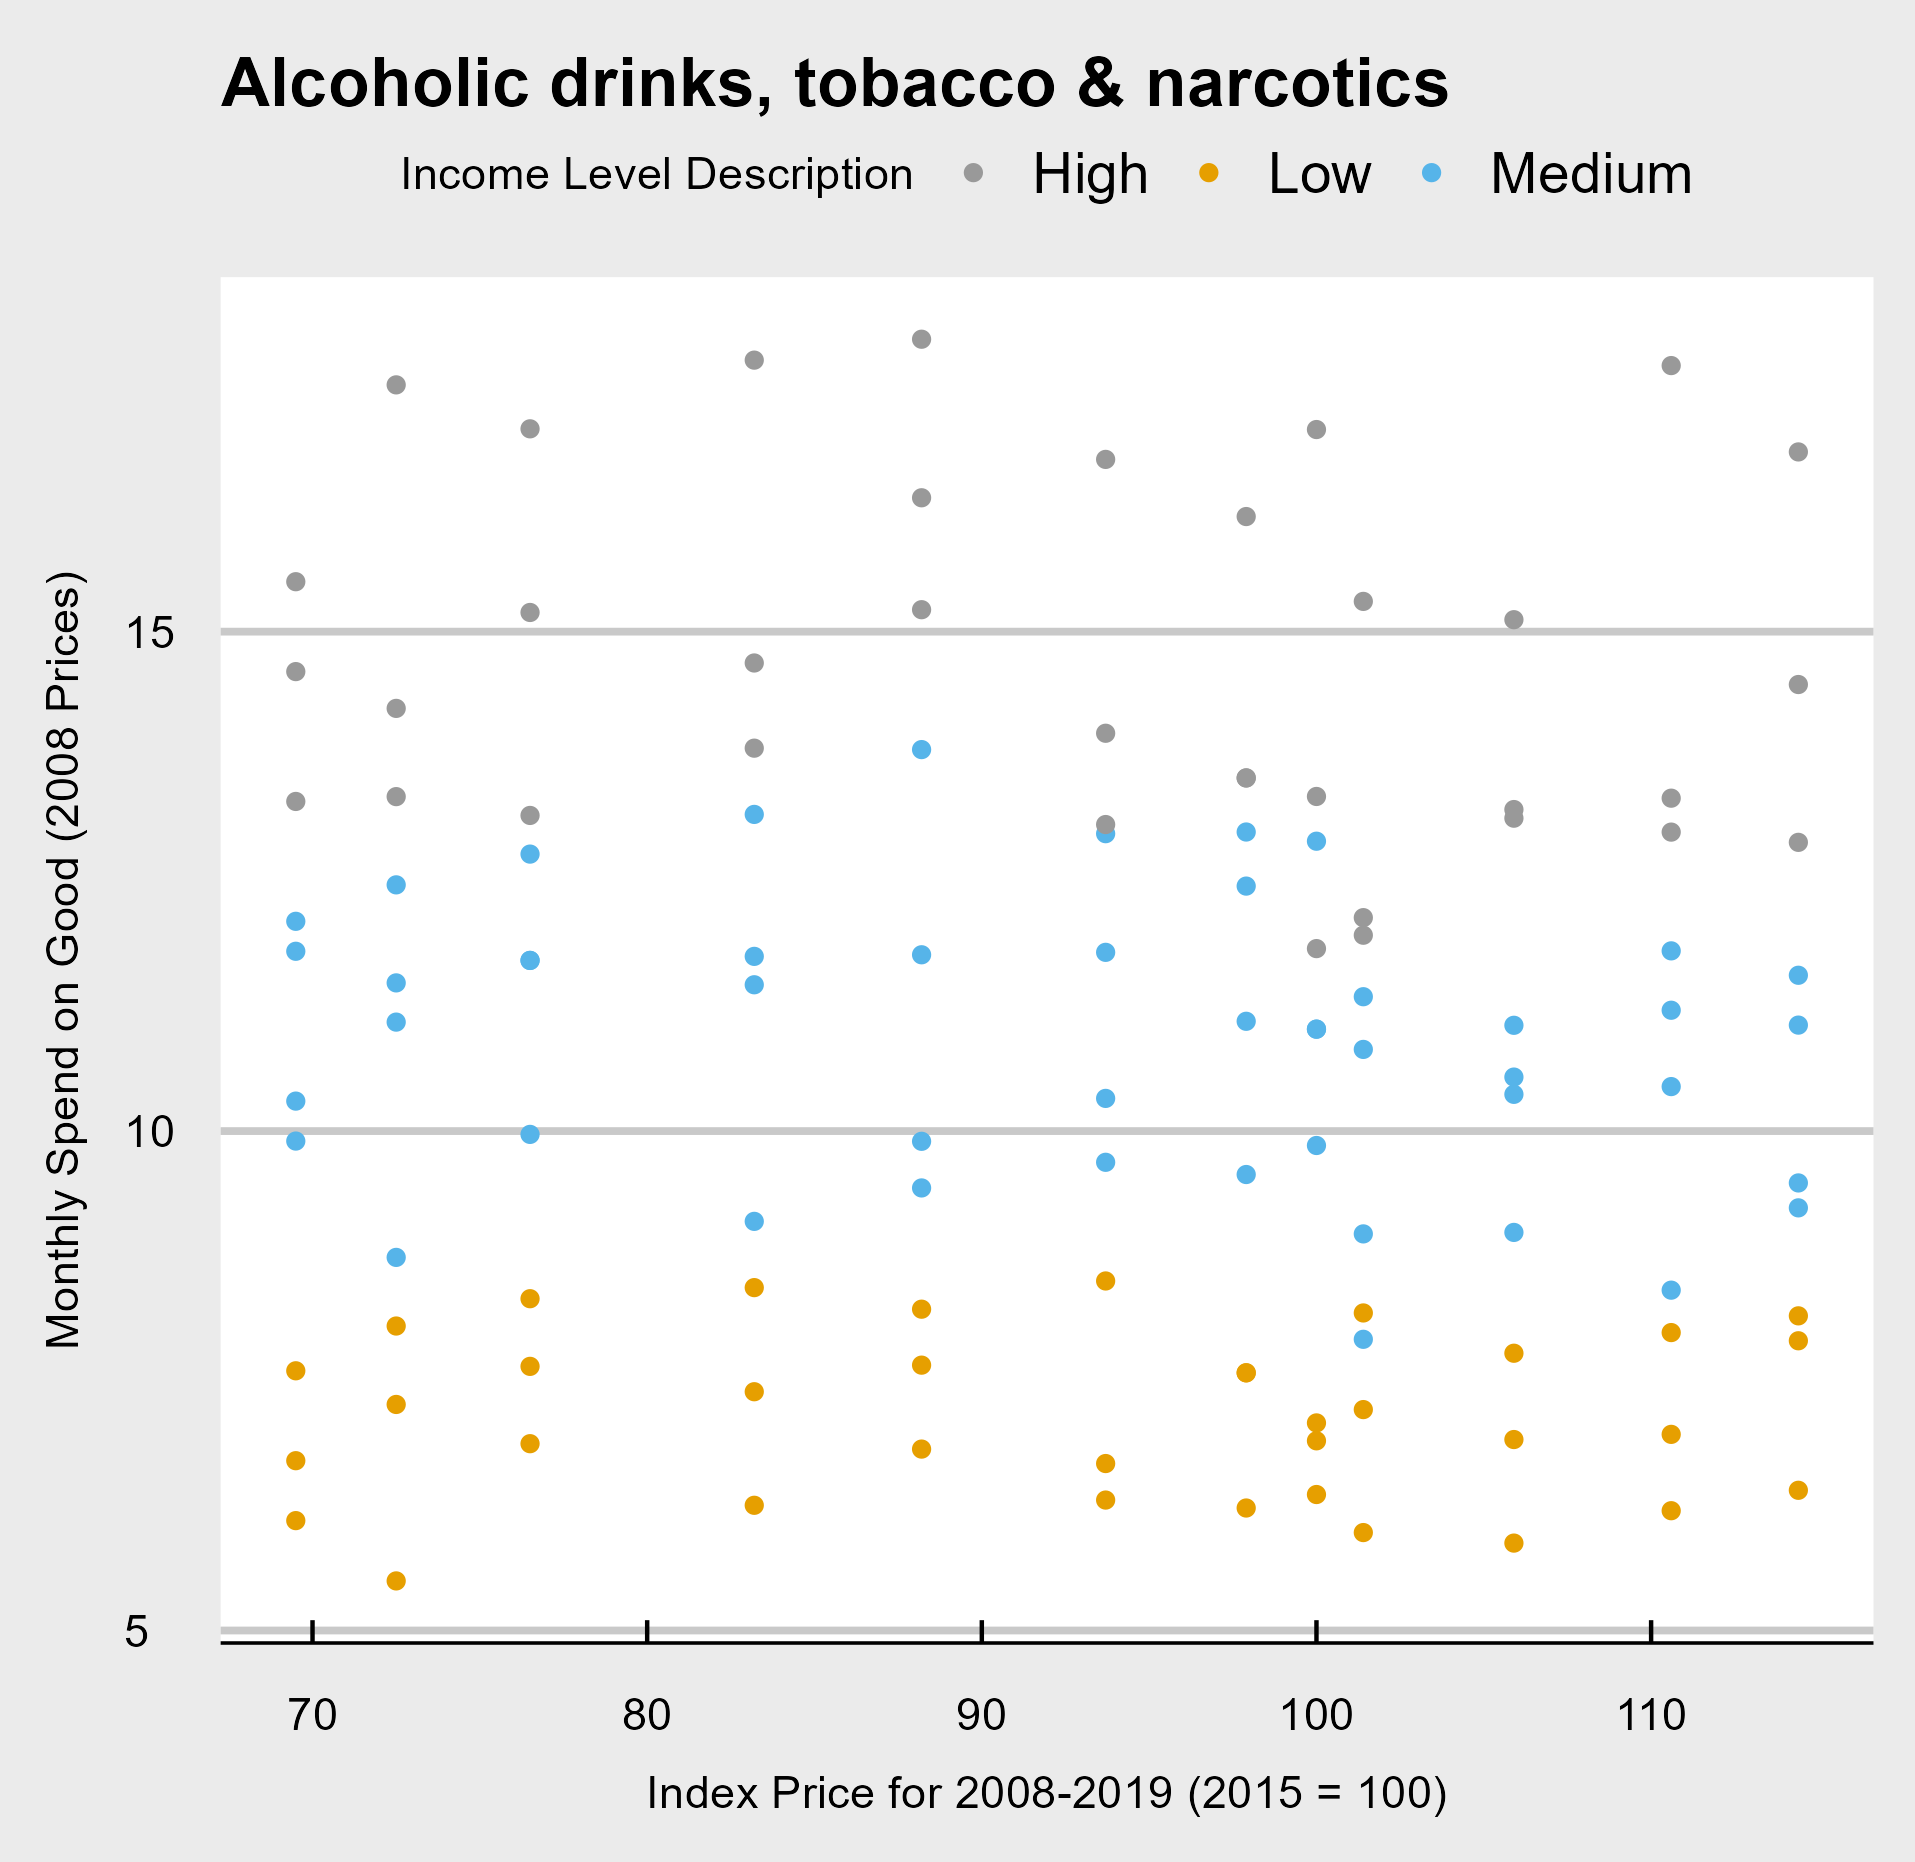 Alcoholic drinks, tobacco & narcotics
Income Level Description High Low Medium
Monthly Spend on Good (2008 Prices)
15
10
5
70 80 90 100 110
Index Price for 2008-2019 (2015 = 100)